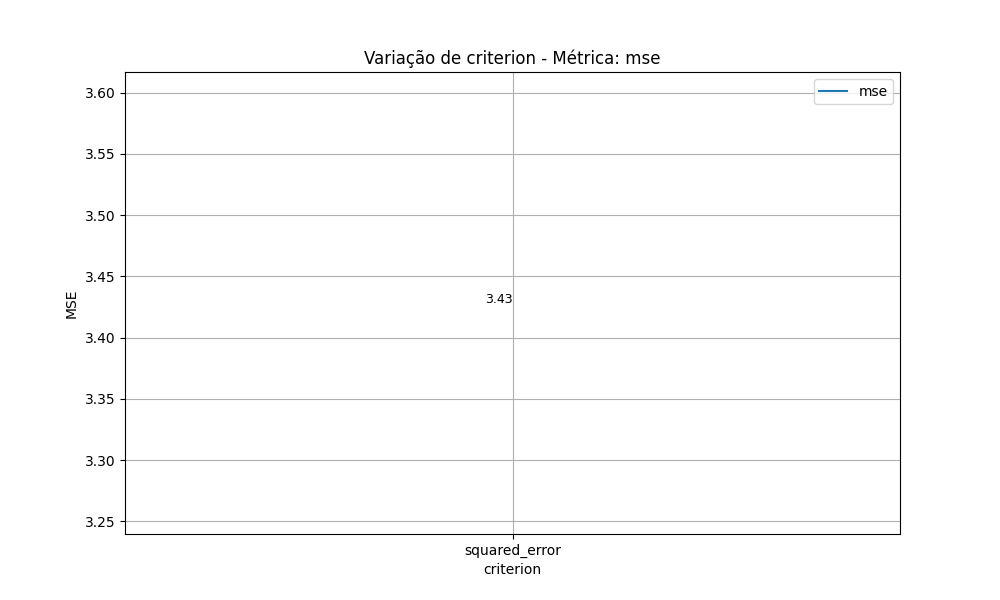 Variação de criterion - Métrica: mse
mse
3.60
3.55
3.50
3.45
3.43
3.40
3.35
3.30
3.25
MSE
squared_error
criterion